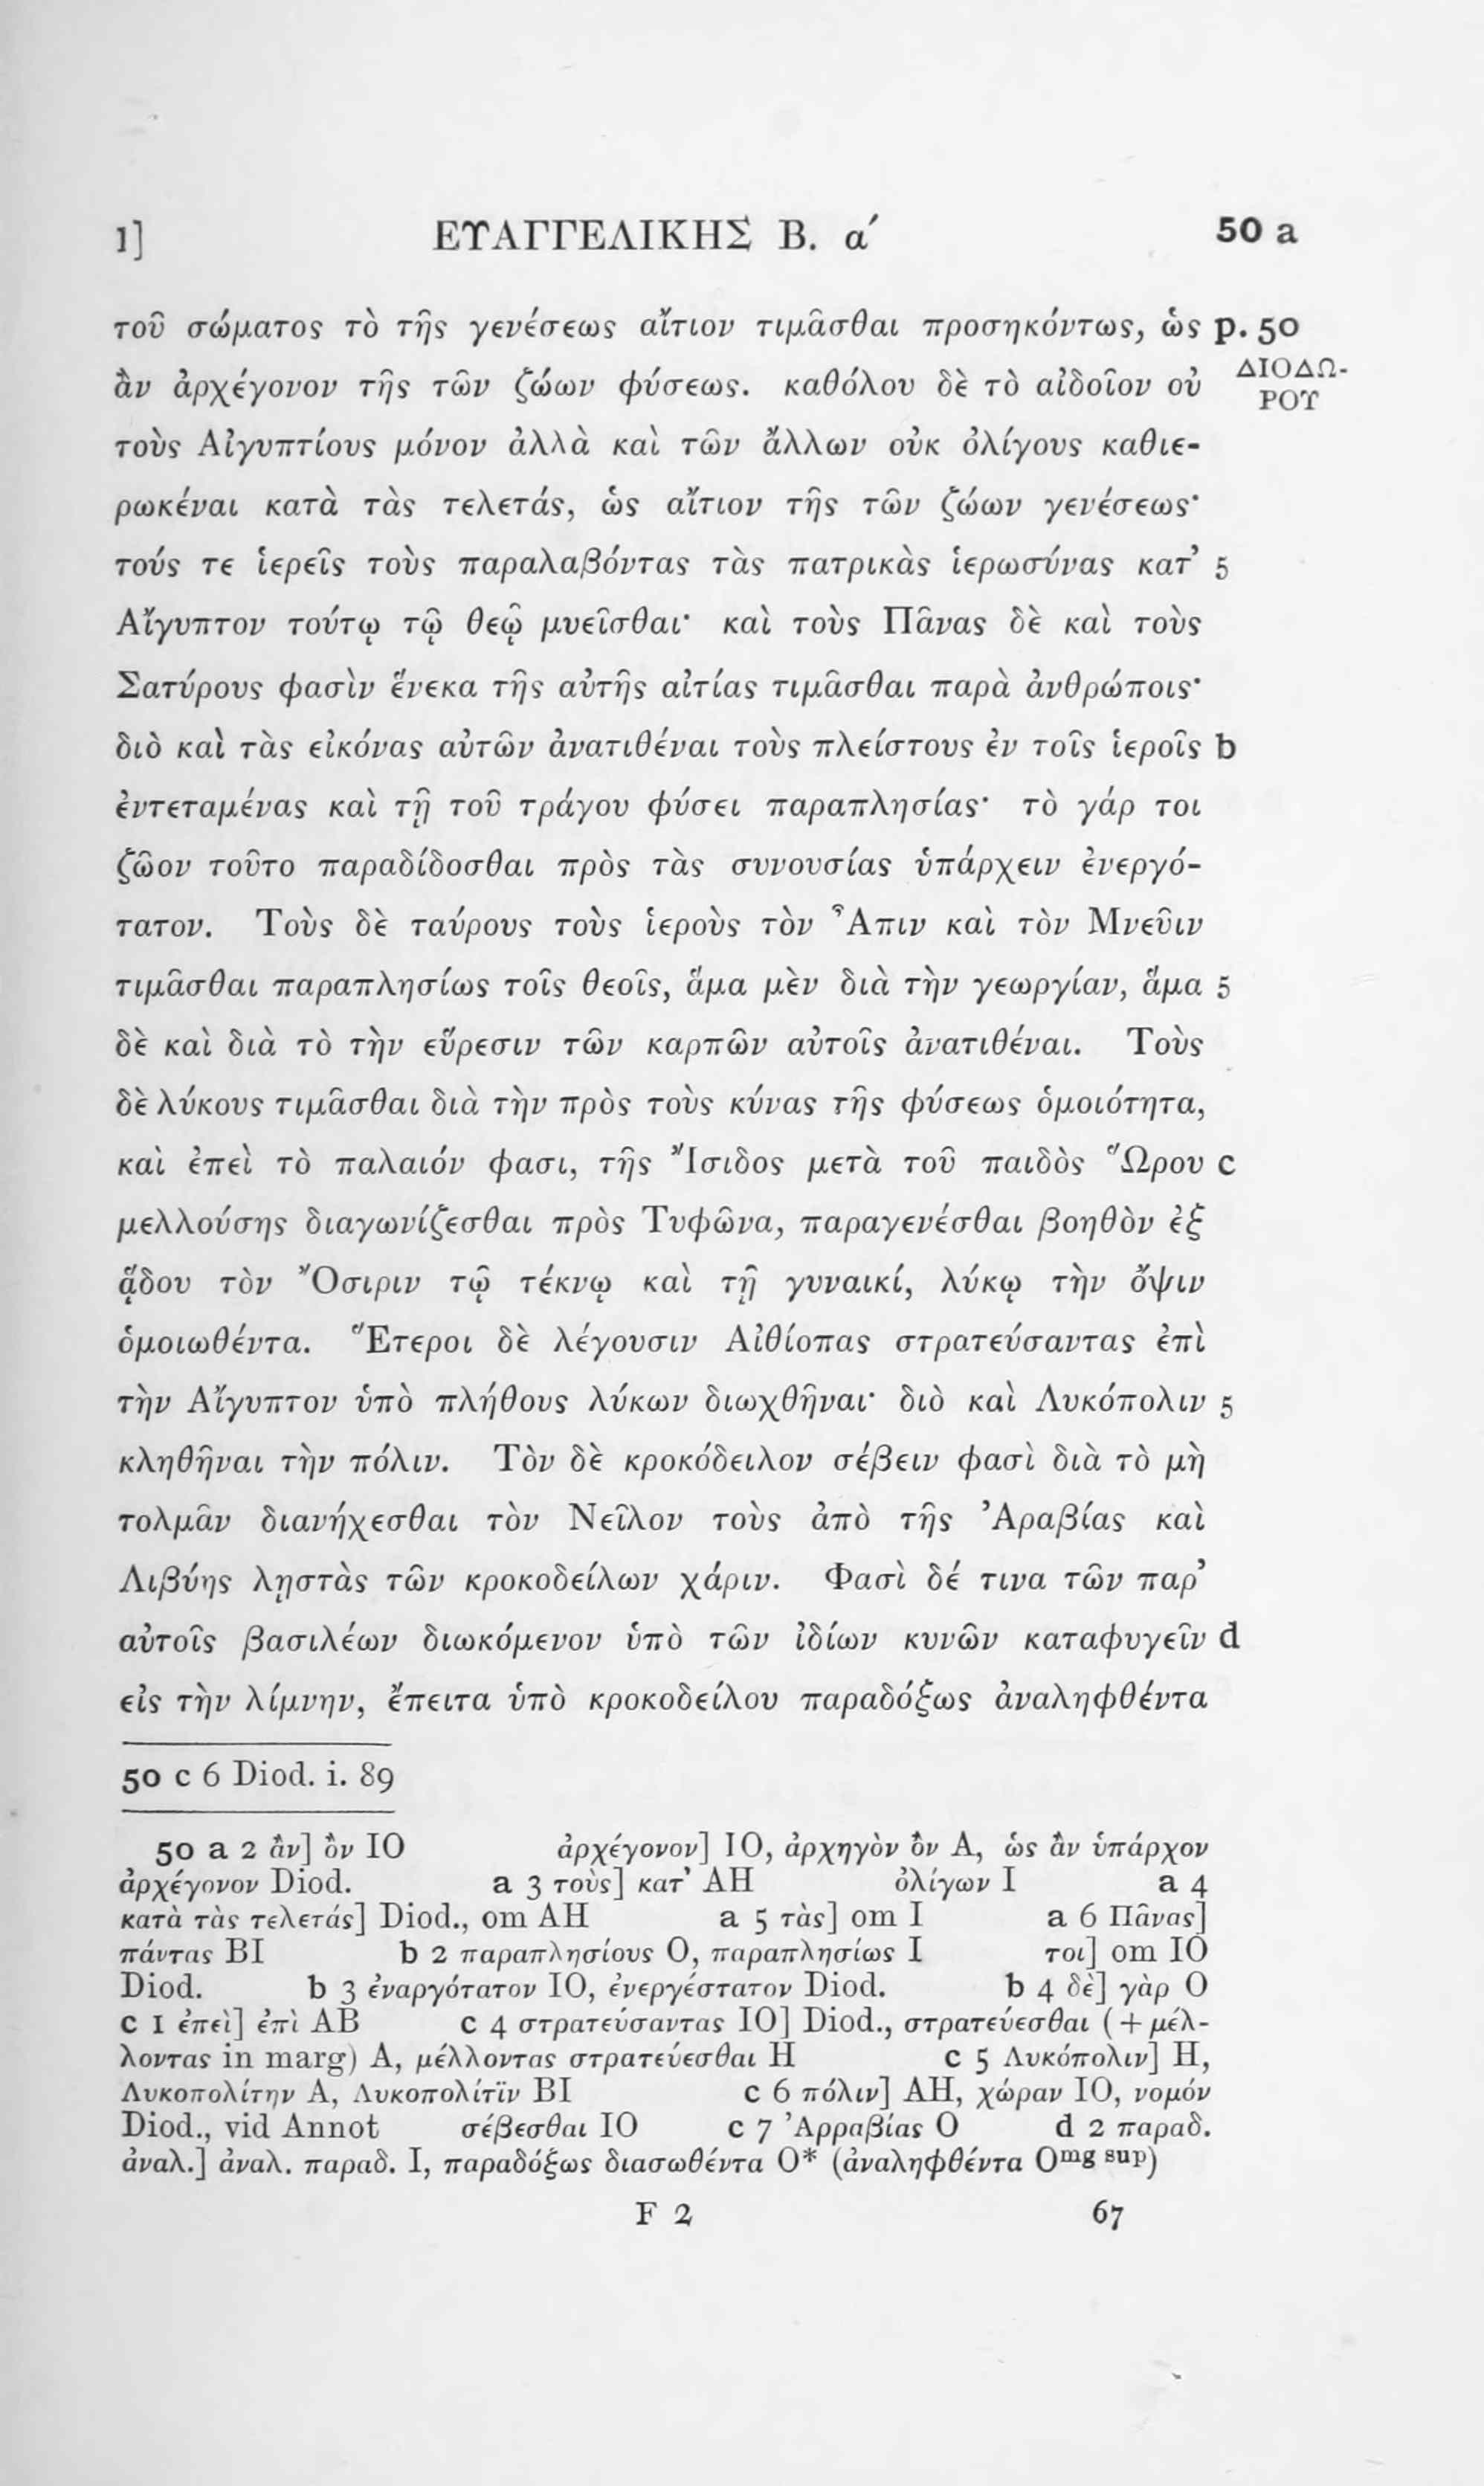 1] ΕΥΑΓΓΕΛΙΚΗΣ Β. α′ 50 a
τοῦ σώματος τὸ τῆς γενέσεως αἴτιον τιμᾶσθαι προσηκόντως, ὡς p. 50
ἂν ἀρχέγονον τῆς τῶν ζώων φύσεως. καθόλου δὲ τὸ αἰδοῖον οὐ ΔΙΟΔΩ-
ΡΟΥ
τοὺς Αἰγυπτίους μόνον ἀλλὰ καὶ τῶν ἄλλων οὐκ ὀλίγους καθιε-
ρωκέναι κατὰ τὰς τελετάς, ὡς αἴτιον τῆς τῶν ζώων γενέσεως·
τούς τε ἱερεῖς τοὺς παραλαβόντας τὰς πατρικὰς ἱερωσύνας κατ’ 5
Αἴγυπτον τούτῳ τῷ θεῷ μυεῖσθαι· καὶ τοὺς Πᾶνας δὲ καὶ τοὺς
Σατύρους φασὶν ἕνεκα τῆς αὐτῆς αἰτίας τιμᾶσθαι παρὰ ἀνθρώποις·
διὸ καὶ τὰς εἰκόνας αὐτῶν ἀνατιθέναι τοὺς πλείστους ἐν τοῖς ἱεροῖς b
ἐντεταμένας καὶ τῇ τοῦ τράγου φύσει παραπλησίας· τὸ γάρ τοι
ζῶον τοῦτο παραδίδοσθαι πρὸς τὰς συνουσίας ὑπάρχειν ἐνεργό-
τατον. Τοὺς δὲ ταύρους τοὺς ἱεροὺς τὸν Ἆπιν καὶ τὸν Μνεῦιν
τιμᾶσθαι παραπλησίως τοῖς θεοῖς, ἅμα μὲν διὰ τὴν γεωργίαν, ἅμα 5
δὲ καὶ διὰ τὸ τὴν εὕρεσιν τῶν καρπῶν αὐτοῖς ἀνατιθέναι. Τοὺς
δὲ λύκους τιμᾶσθαι διὰ τὴν πρὸς τοὺς κύνας τῆς φύσεως ὁμοιότητα,
καὶ ἐπεὶ τὸ παλαιόν φασι, τῆς Ἴσιδος μετὰ τοῦ παιδὸς Ὥρου c
μελλούσης διαγωνίζεσθαι πρὸς Τυφῶνα, παραγενέσθαι βοηθὸν ἐξ
ᾅδου τὸν Ὄσιριν τῷ τέκνῳ καὶ τῇ γυναικί, λύκῳ τὴν ὄψιν
ὁμοιωθέντα. Ἕτεροι δὲ λέγουσιν Αἰθίοπας στρατεύσαντας ἐπὶ
τὴν Αἴγυπτον ὑπὸ πλήθους λύκων διωχθῆναι· διὸ καὶ Λυκόπολιν 5
κληθῆναι τὴν πόλιν. Τὸν δὲ κροκόδειλον σέβειν φασὶ διὰ τὸ μὴ
τολμᾶν διανήχεσθαι τὸν Νεῖλον τοὺς ἀπὸ τῆς Ἀραβίας καὶ
Λιβύης λῃστὰς τῶν κροκοδείλων χάριν. Φασὶ δέ τινα τῶν παρ’
αὐτοῖς βασιλέων διωκόμενον ὑπὸ τῶν ἰδίων κυνῶν καταφυγεῖν d
εἰς τὴν λίμνην, ἔπειτα ὑπὸ κροκοδείλου παραδόξως ἀναληφθέντα
50 c 6 Diod. i. 89
50 a 2 ἂν] ὂν IO ἀρχέγονον] IO, ἀρχηγὸν ὂν A, ὡς ἂν ὑπάρχον
ἀρχέγονον Diod. a 3 τοὺς] κατ’ AH ὀλίγων I a 4
κατὰ τὰς τελετάς] Diod., om AH a 5 τὰς] om I a 6 Πᾶνας]
πάντας BI b 2 παραπλησίους O, παραπλησίως I τοι] om IO
Diod. b 3 ἐναργότατον IO, ἐνεργέστατον Diod. b 4 δὲ] γὰρ O
c 1 ἐπεὶ] ἐπὶ AB c 4 στρατεύσαντας IO] Diod., στρατεύεσθαι (+ μέλ-
λοντας in marg) A, μέλλοντας στρατεύεσθαι H c 5 Λυκόπολιν] H,
Λυκοπολίτην A, Λυκοπολίτϊν BI c 6 πόλιν] AH, χώραν IO, νομόν
Diod., vid Annot σέβεσθαι IO c 7 Ἀρραβίας O d 2 παραδ.
ἀναλ.] ἀναλ. παραδ. I, παραδόξως διασωθέντα O* (ἀναληφθέντα Omg sup)
F 2 67